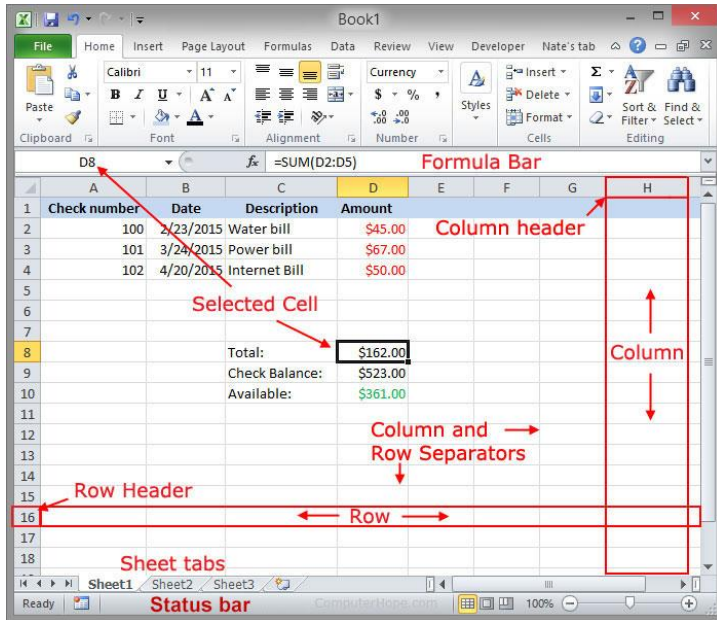 Book1
File Home Insert Page Layout Formulas Data Review View Developer Nate's tab
Paste
Calibri 11
B I U A A
A
Currency
$ % ,
.0 .00
.00 .0
Styles
Insert
Delete
Format
Σ
Sort & Filter
Find & Select
Clipboard Font Alignment Number Cells Editing
D8 fx =SUM(D2:D5) Formula Bar
A B C D E F G H
1 Check number Date Description Amount
2 100 2/23/2015 Water bill $45.00
Column header
3 101 3/24/2015 Power bill $67.00
4 102 4/20/2015 Internet Bill $50.00
5
6
Selected Cell
7
8 Total: $162.00
Column
9 Check Balance: $523.00
10 Available: $361.00
11
12
Column and
13
Row Separators
14
15
Row Header
16 Row
17
18
Sheet tabs
Sheet1 Sheet2 Sheet3
Ready Status bar ComputerHope.com 100%